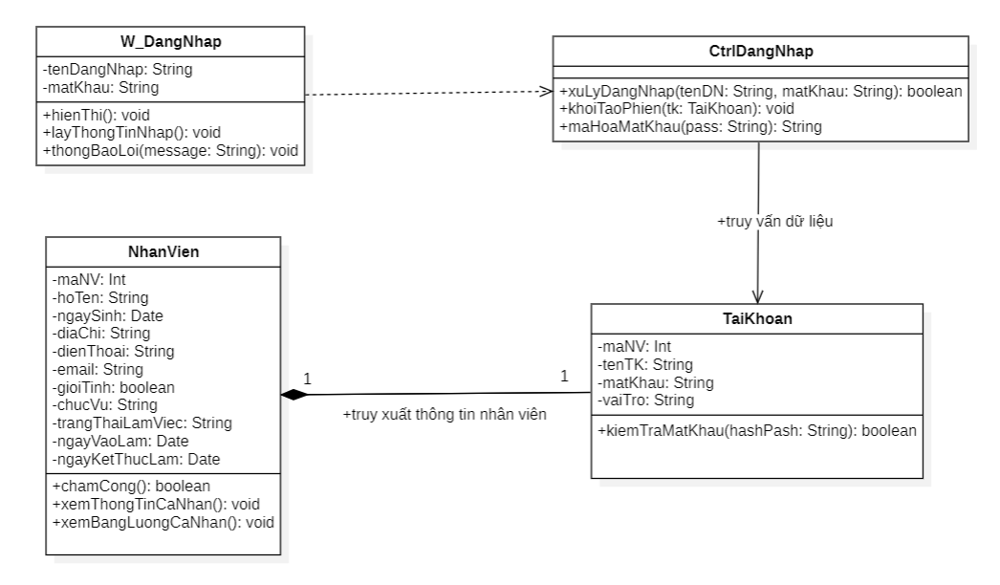 W_DangNhap
-tenDangNhap: String
-matKhau: String
+hienThi(): void
+layThongTinNhap(): void
+thongBaoLoi(message: String): void
CtrlDangNhap
+xuLyDangNhap(tenDN: String, matKhau: String): boolean
+khoiTaoPhien(tk: TaiKhoan): void
+maHoaMatKhau(pass: String): String
+truy vấn dữ liệu
NhanVien
-maNV: Int
-hoTen: String
-ngaySinh: Date
-diaChi: String
-dienThoai: String
-email: String
-gioiTinh: boolean
-chucVu: String
-trangThaiLamViec: String
-ngayVaoLam: Date
-ngayKetThucLam: Date
+chamCong(): boolean
+xemThongTinCaNhan(): void
+xemBangLuongCaNhan(): void
1
1
+truy xuất thông tin nhân viên
TaiKhoan
-maNV: Int
-tenTK: String
-matKhau: String
-vaiTro: String
+kiemTraMatKhau(hashPash: String): boolean